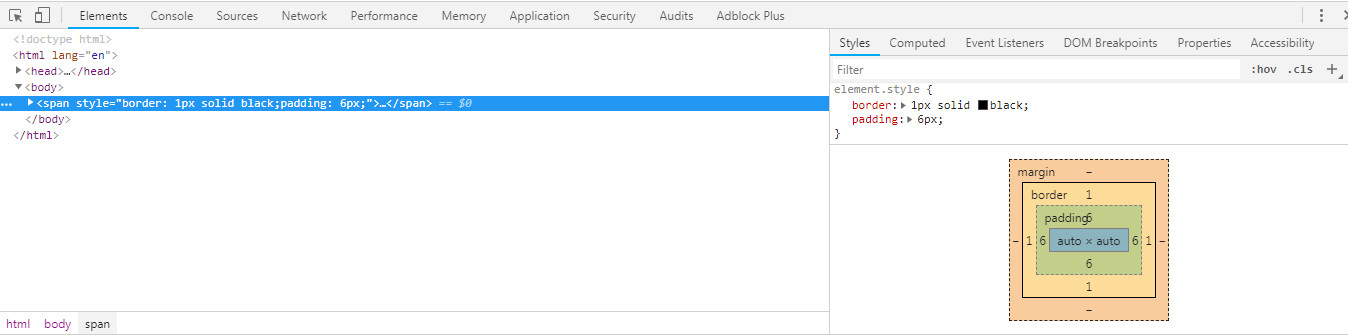 Elements Console Sources Network Performance Memory Application Security Audits Adblock Plus
<!doctype html>
<html lang="en">
<head>…</head>
<body>
… <span style="border: 1px solid black;padding: 6px;">…</span> == $0
</body>
</html>
html body span
Styles Computed Event Listeners DOM Breakpoints Properties Accessibility
Filter :hov .cls +
element.style {
border: 1px solid black;
padding: 6px;
}
margin –
border 1
padding 6
– 1 6 auto × auto 6 1 –
6
1
–